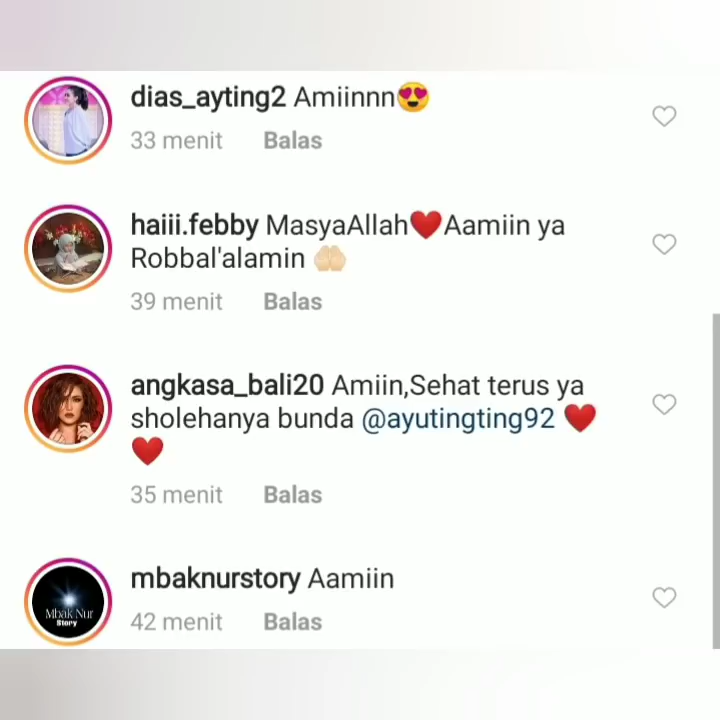 dias_ayting2 Amiinnn😍
33 menit Balas
haiii.febby MasyaAllah❤️Aamiin ya
Robbal'alamin 🤲🏻
39 menit Balas
angkasa_bali20 Amiin,Sehat terus ya
sholehanya bunda @ayutingting92 ❤️
❤️
35 menit Balas
Mbak Nur
Story
mbaknurstory Aamiin
42 menit Balas